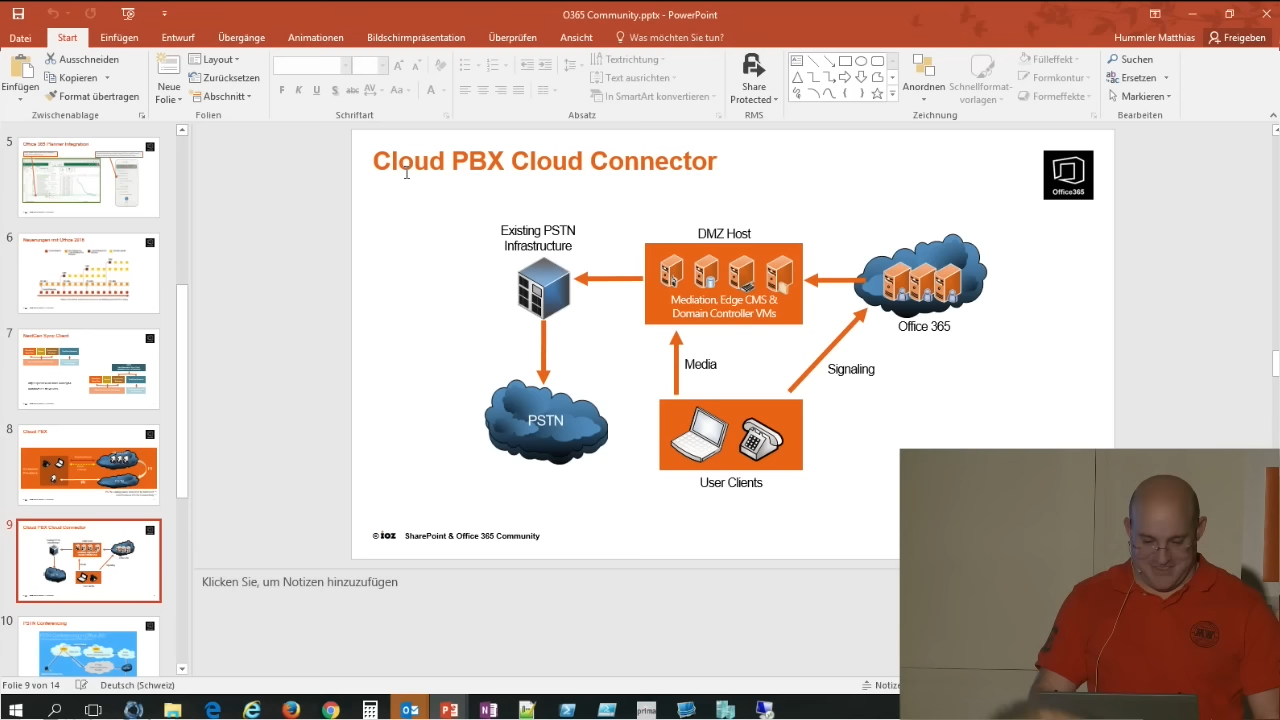 O365 Community.pptx - PowerPoint
Datei Start Einfügen Entwurf Übergänge Animationen Bildschirmpräsentation Überprüfen Ansicht Was möchten Sie tun? Hummler Matthias Freigeben
Einfügen
Ausschneiden
Kopieren
Format übertragen
Zwischenablage
Neue
Folie
Layout
Zurücksetzen
Abschnitt
Folien
F K U S abc AV Aa A
Schriftart
Textrichtung
Text ausrichten
In SmartArt konvertieren
Absatz
Share
Protected
RMS
Anordnen
Schnellformat-
vorlagen
Fülleffekt
Formkontur
Formeffekte
Zeichnung
Suchen
Ersetzen
Markieren
Bearbeiten
5
Office 365 Planner Integration
6
Neuerungen mit Office 2016
7
NextGen Sync Client
8
Cloud PBX
9
Cloud PBX Cloud Connector
10
PSTN Conferencing
Cloud PBX Cloud Connector
Office365
Existing PSTN
Infrastructure
DMZ Host
Mediation, Edge CMS &
Domain Controller VMs
Office 365
Media
Signaling
PSTN
User Clients
© ioz SharePoint & Office 365 Community
Klicken Sie, um Notizen hinzuzufügen
Folie 9 von 14 Deutsch (Schweiz) Notize